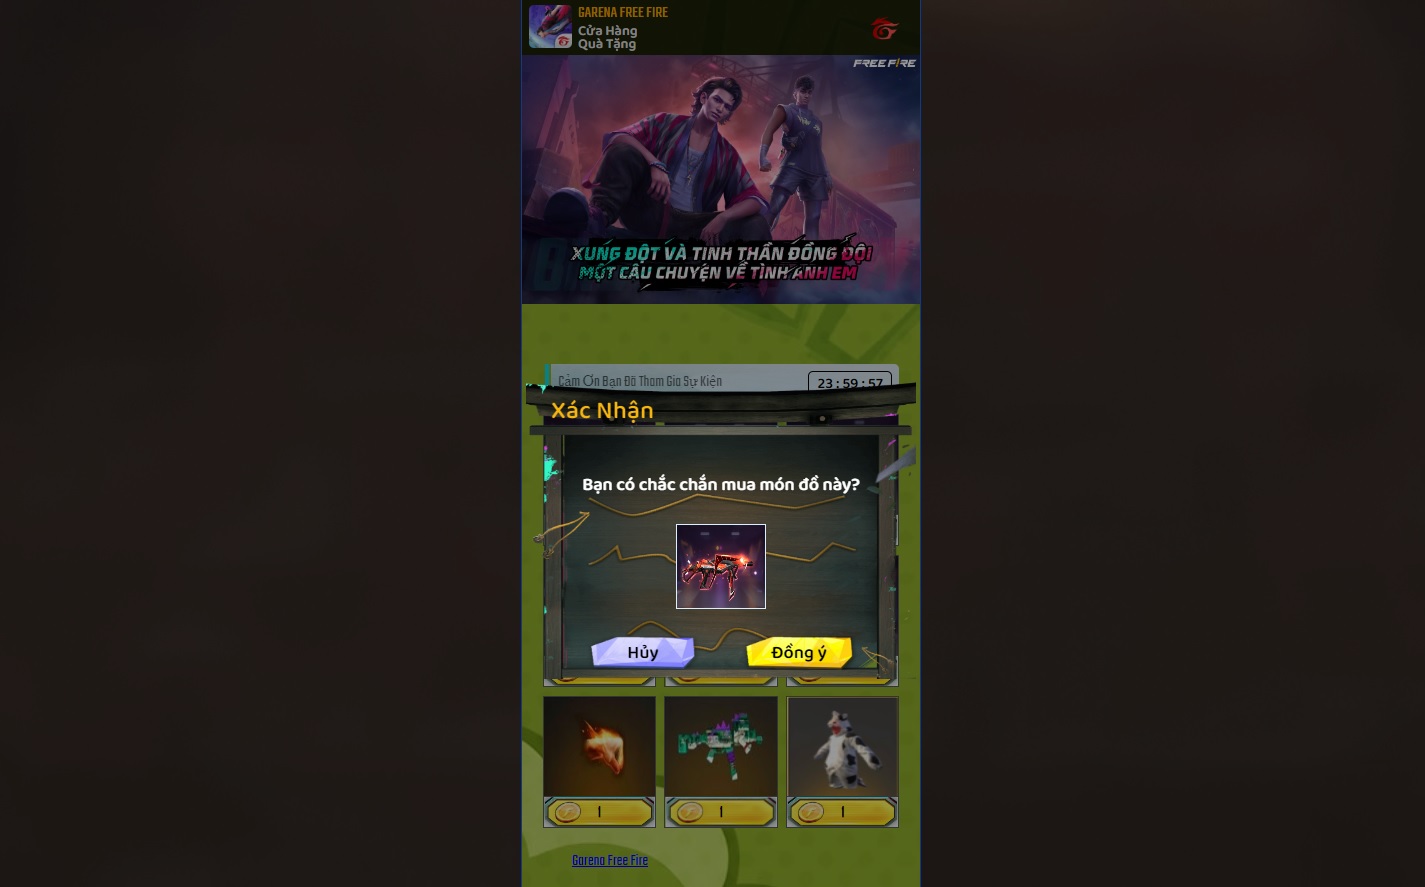 GARENA FREE FIRE
Cửa Hàng
Quà Tặng
FREE FIRE
XUNG ĐỘT VÀ TINH THẦN ĐỒNG ĐỘI
MỘT CÂU CHUYỆN VỀ TÌNH ANH EM
Cảm Ơn Bạn Đã Tham Gia Sự Kiện
23 : 59 : 57
Xác Nhận
Bạn có chắc chắn mua món đồ này?
Hủy
Đồng ý
1
1
1
Garena Free Fire